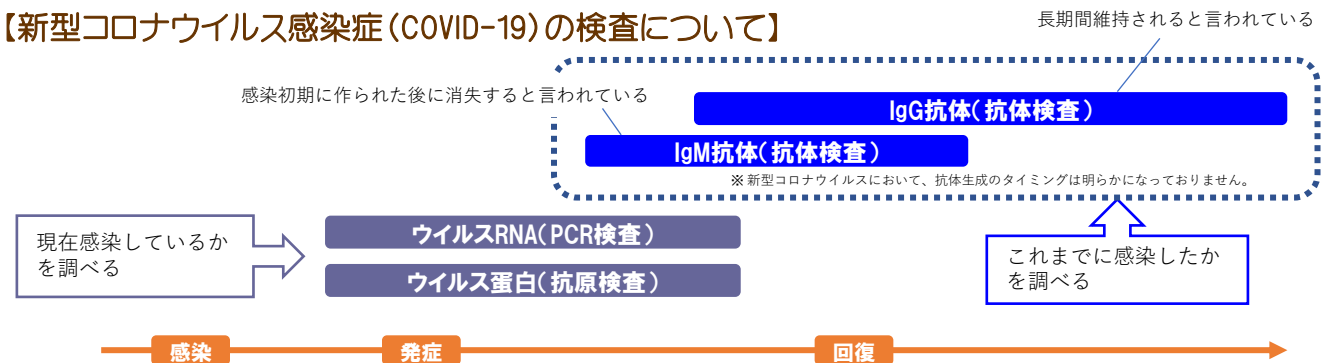 【新型コロナウイルス感染症(COVID-19)の検査について】
長期間維持されると言われている
感染初期に作られた後に消失すると言われている
IgG抗体(抗体検査)
IgM抗体(抗体検査)
※新型コロナウイルスにおいて、抗体生成のタイミングは明らかになっておりません。
現在感染しているか
を調べる
ウイルスRNA(PCR検査)
ウイルス蛋白(抗原検査)
これまでに感染したか
を調べる
感染
発症
回復